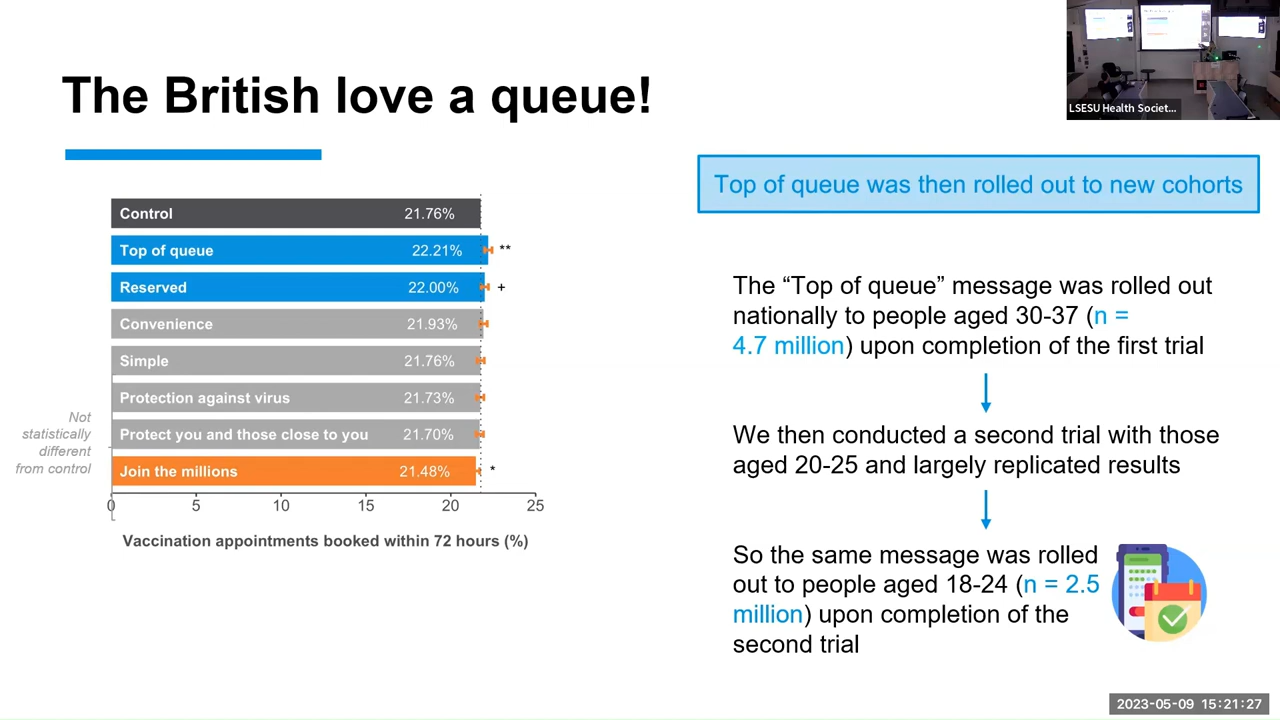 The British love a queue!
LSESU Health Societ...
Top of queue was then rolled out to new cohorts
Control 21.76%
Top of queue 22.21% **
Reserved 22.00% +
Convenience 21.93%
Simple 21.76%
Protection against virus 21.73%
Protect you and those close to you 21.70%
Join the millions 21.48% *
Not
statistically
different
from control
0 5 10 15 20 25
Vaccination appointments booked within 72 hours (%)
The “Top of queue” message was rolled out
nationally to people aged 30-37 (n =
4.7 million) upon completion of the first trial
We then conducted a second trial with those
aged 20-25 and largely replicated results
So the same message was rolled
out to people aged 18-24 (n = 2.5
million) upon completion of the
second trial
2023-05-09 15:21:27